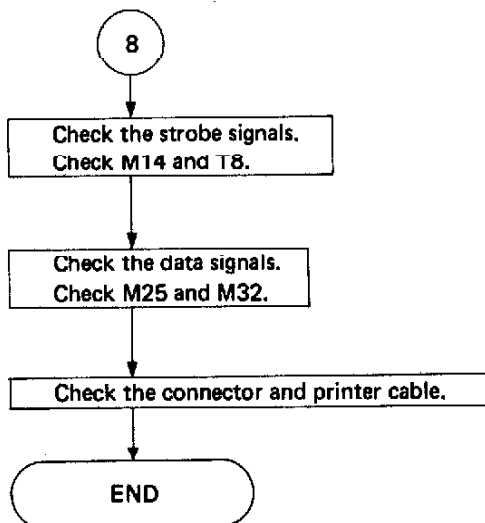 8
Check the strobe signals.
Check M14 and T8.
Check the data signals.
Check M25 and M32.
Check the connector and printer cable.
END